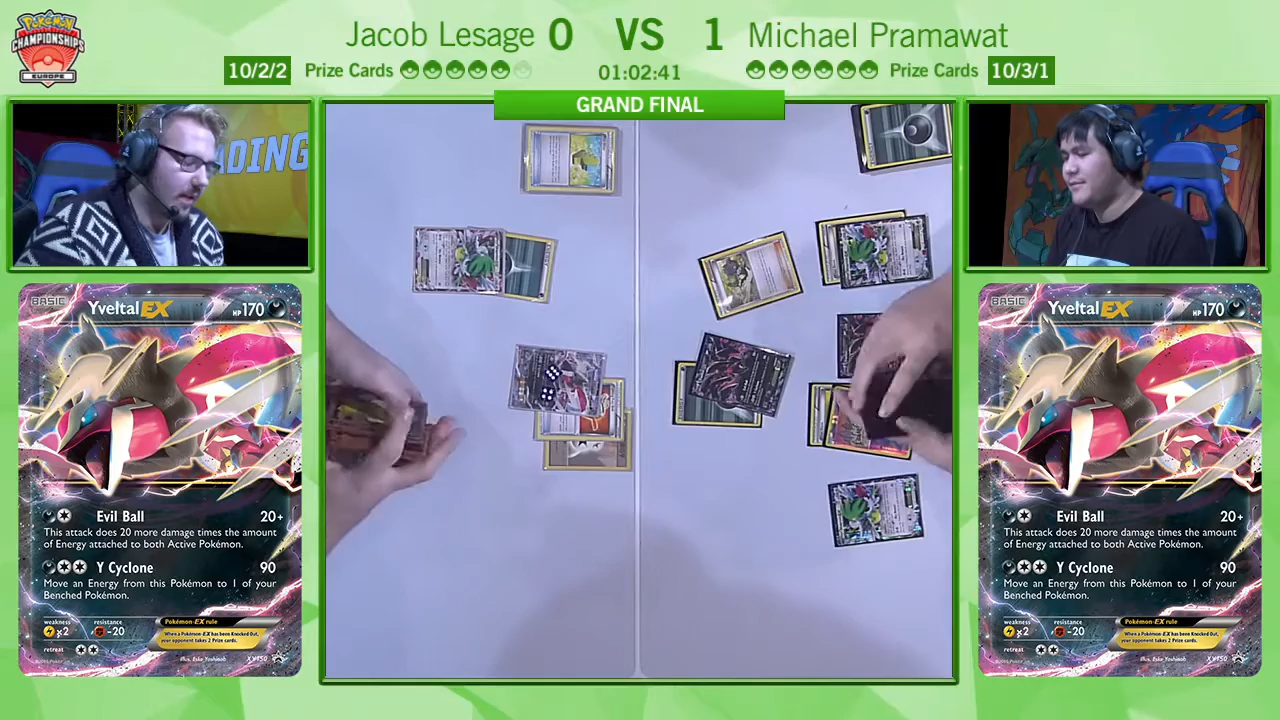 Pokémon
CHAMPIONSHIPS
EUROPE
Jacob Lesage 0 VS 1 Michael Pramawat
10/2/2 Prize Cards 01:02:41 Prize Cards 10/3/1
GRAND FINAL
ADING
BASIC
Yveltal EX HP 170
Evil Ball 20+
This attack does 20 more damage times the amount
of Energy attached to both Active Pokémon.
Y Cyclone 90
Move an Energy from this Pokémon to 1 of your
Benched Pokémon.
weakness resistance
×2 -20
retreat
Pokémon-EX rule
When a Pokémon-EX has been Knocked Out,
your opponent takes 2 Prize cards.
XY150
BASIC
Yveltal EX HP 170
Evil Ball 20+
This attack does 20 more damage times the amount
of Energy attached to both Active Pokémon.
Y Cyclone 90
Move an Energy from this Pokémon to 1 of your
Benched Pokémon.
weakness resistance
×2 -20
retreat
Pokémon-EX rule
When a Pokémon-EX has been Knocked Out,
your opponent takes 2 Prize cards.
XY150